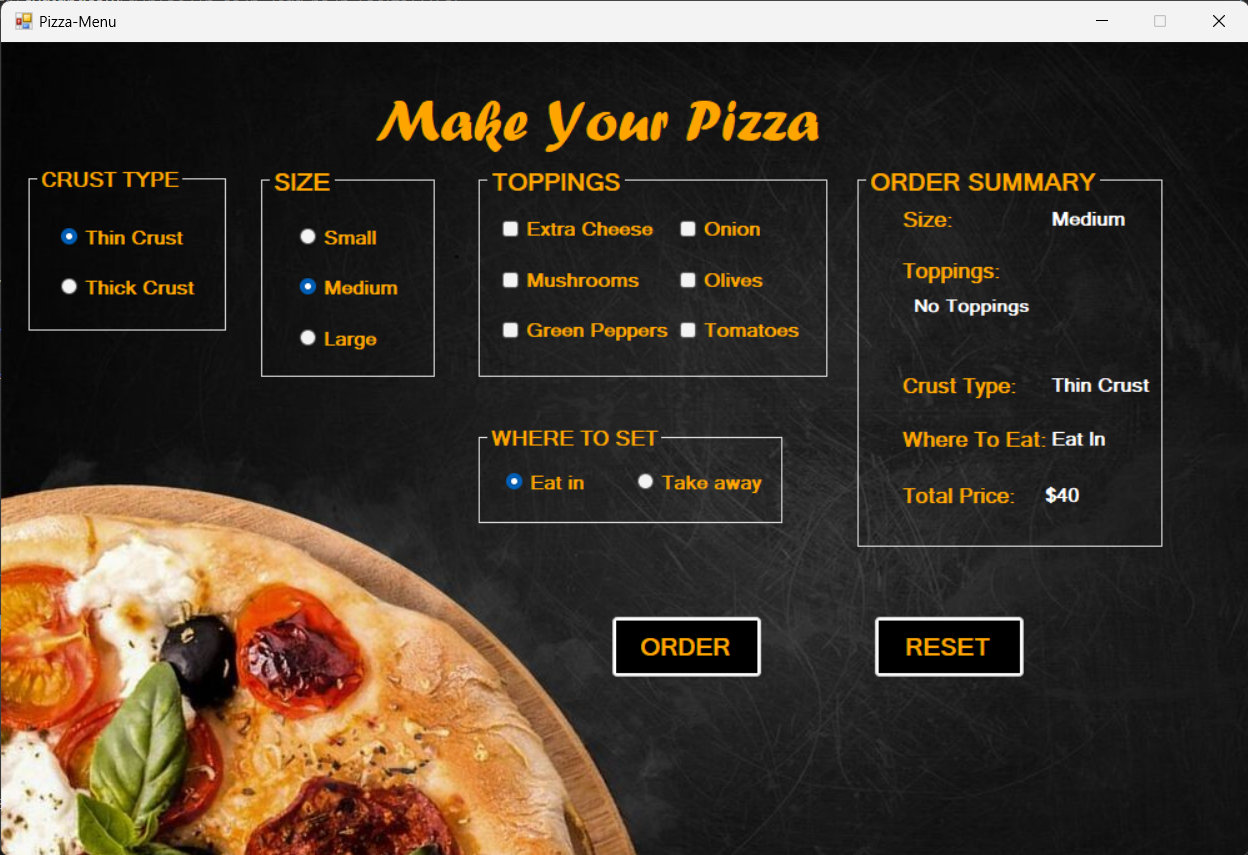 Pizza-Menu
Make Your Pizza
CRUST TYPE
Thin Crust
Thick Crust
SIZE
Small
Medium
Large
TOPPINGS
Extra Cheese
Onion
Mushrooms
Olives
Green Peppers
Tomatoes
WHERE TO SET
Eat in
Take away
ORDER SUMMARY
Size: Medium
Toppings:
No Toppings
Crust Type: Thin Crust
Where To Eat: Eat In
Total Price: $40
ORDER
RESET